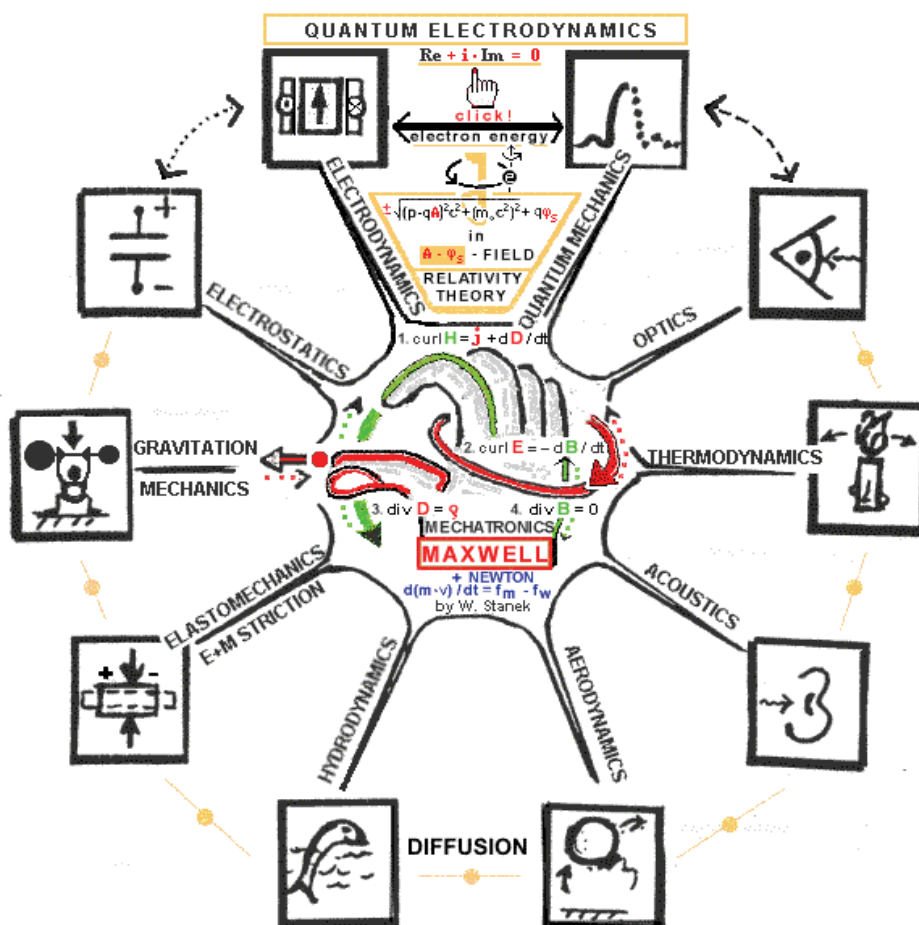 QUANTUM ELECTRODYNAMICS
Re + i · Im = 0
click!
electron energy
e
± √((p-qA)²c²+(m₀c²)² + qφₛ
in
A - φₛ - FIELD
RELATIVITY
THEORY
ELECTRODYNAMICS
QUANTUM MECHANICS
+
-
ELECTROSTATICS
OPTICS
1. curl H = j + d D / dt
GRAVITATION
MECHANICS
2. curl E = – d B / dt
THERMODYNAMICS
3. div D = ϱ
4. div B = 0
MECHATRONICS
MAXWELL
+ NEWTON
d(m·v) / dt = fm - fw
by W. Stanek
ELASTOMECHANICS
E+M STRICTION
+ -
ACOUSTICS
HYDRODYNAMICS
AERODYNAMICS
DIFFUSION